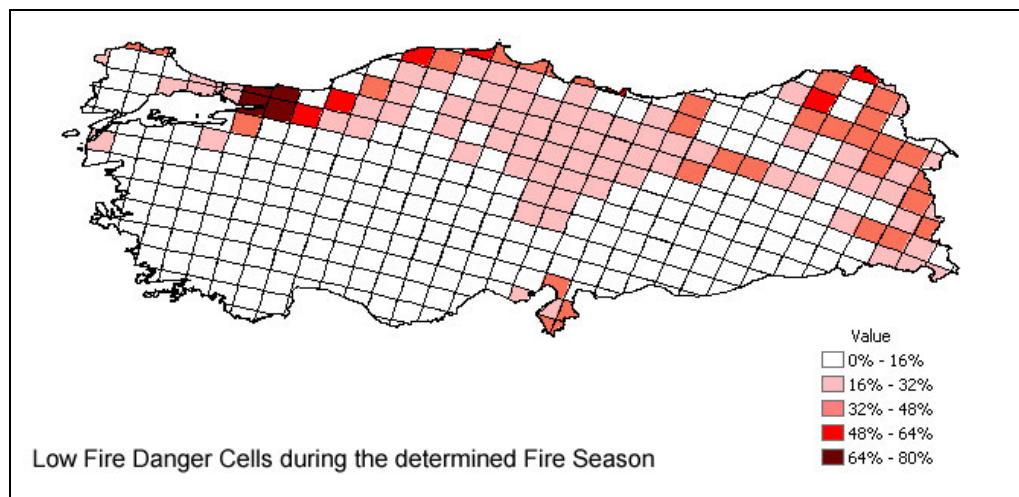 Value
0% - 16%
16% - 32%
32% - 48%
48% - 64%
64% - 80%
Low Fire Danger Cells during the determined Fire Season